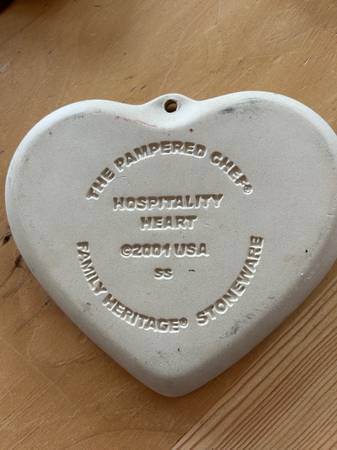 THE PAMPERED CHEF®
HOSPITALITY
HEART
©2001 USA
SS
FAMILY HERITAGE® STONEWARE